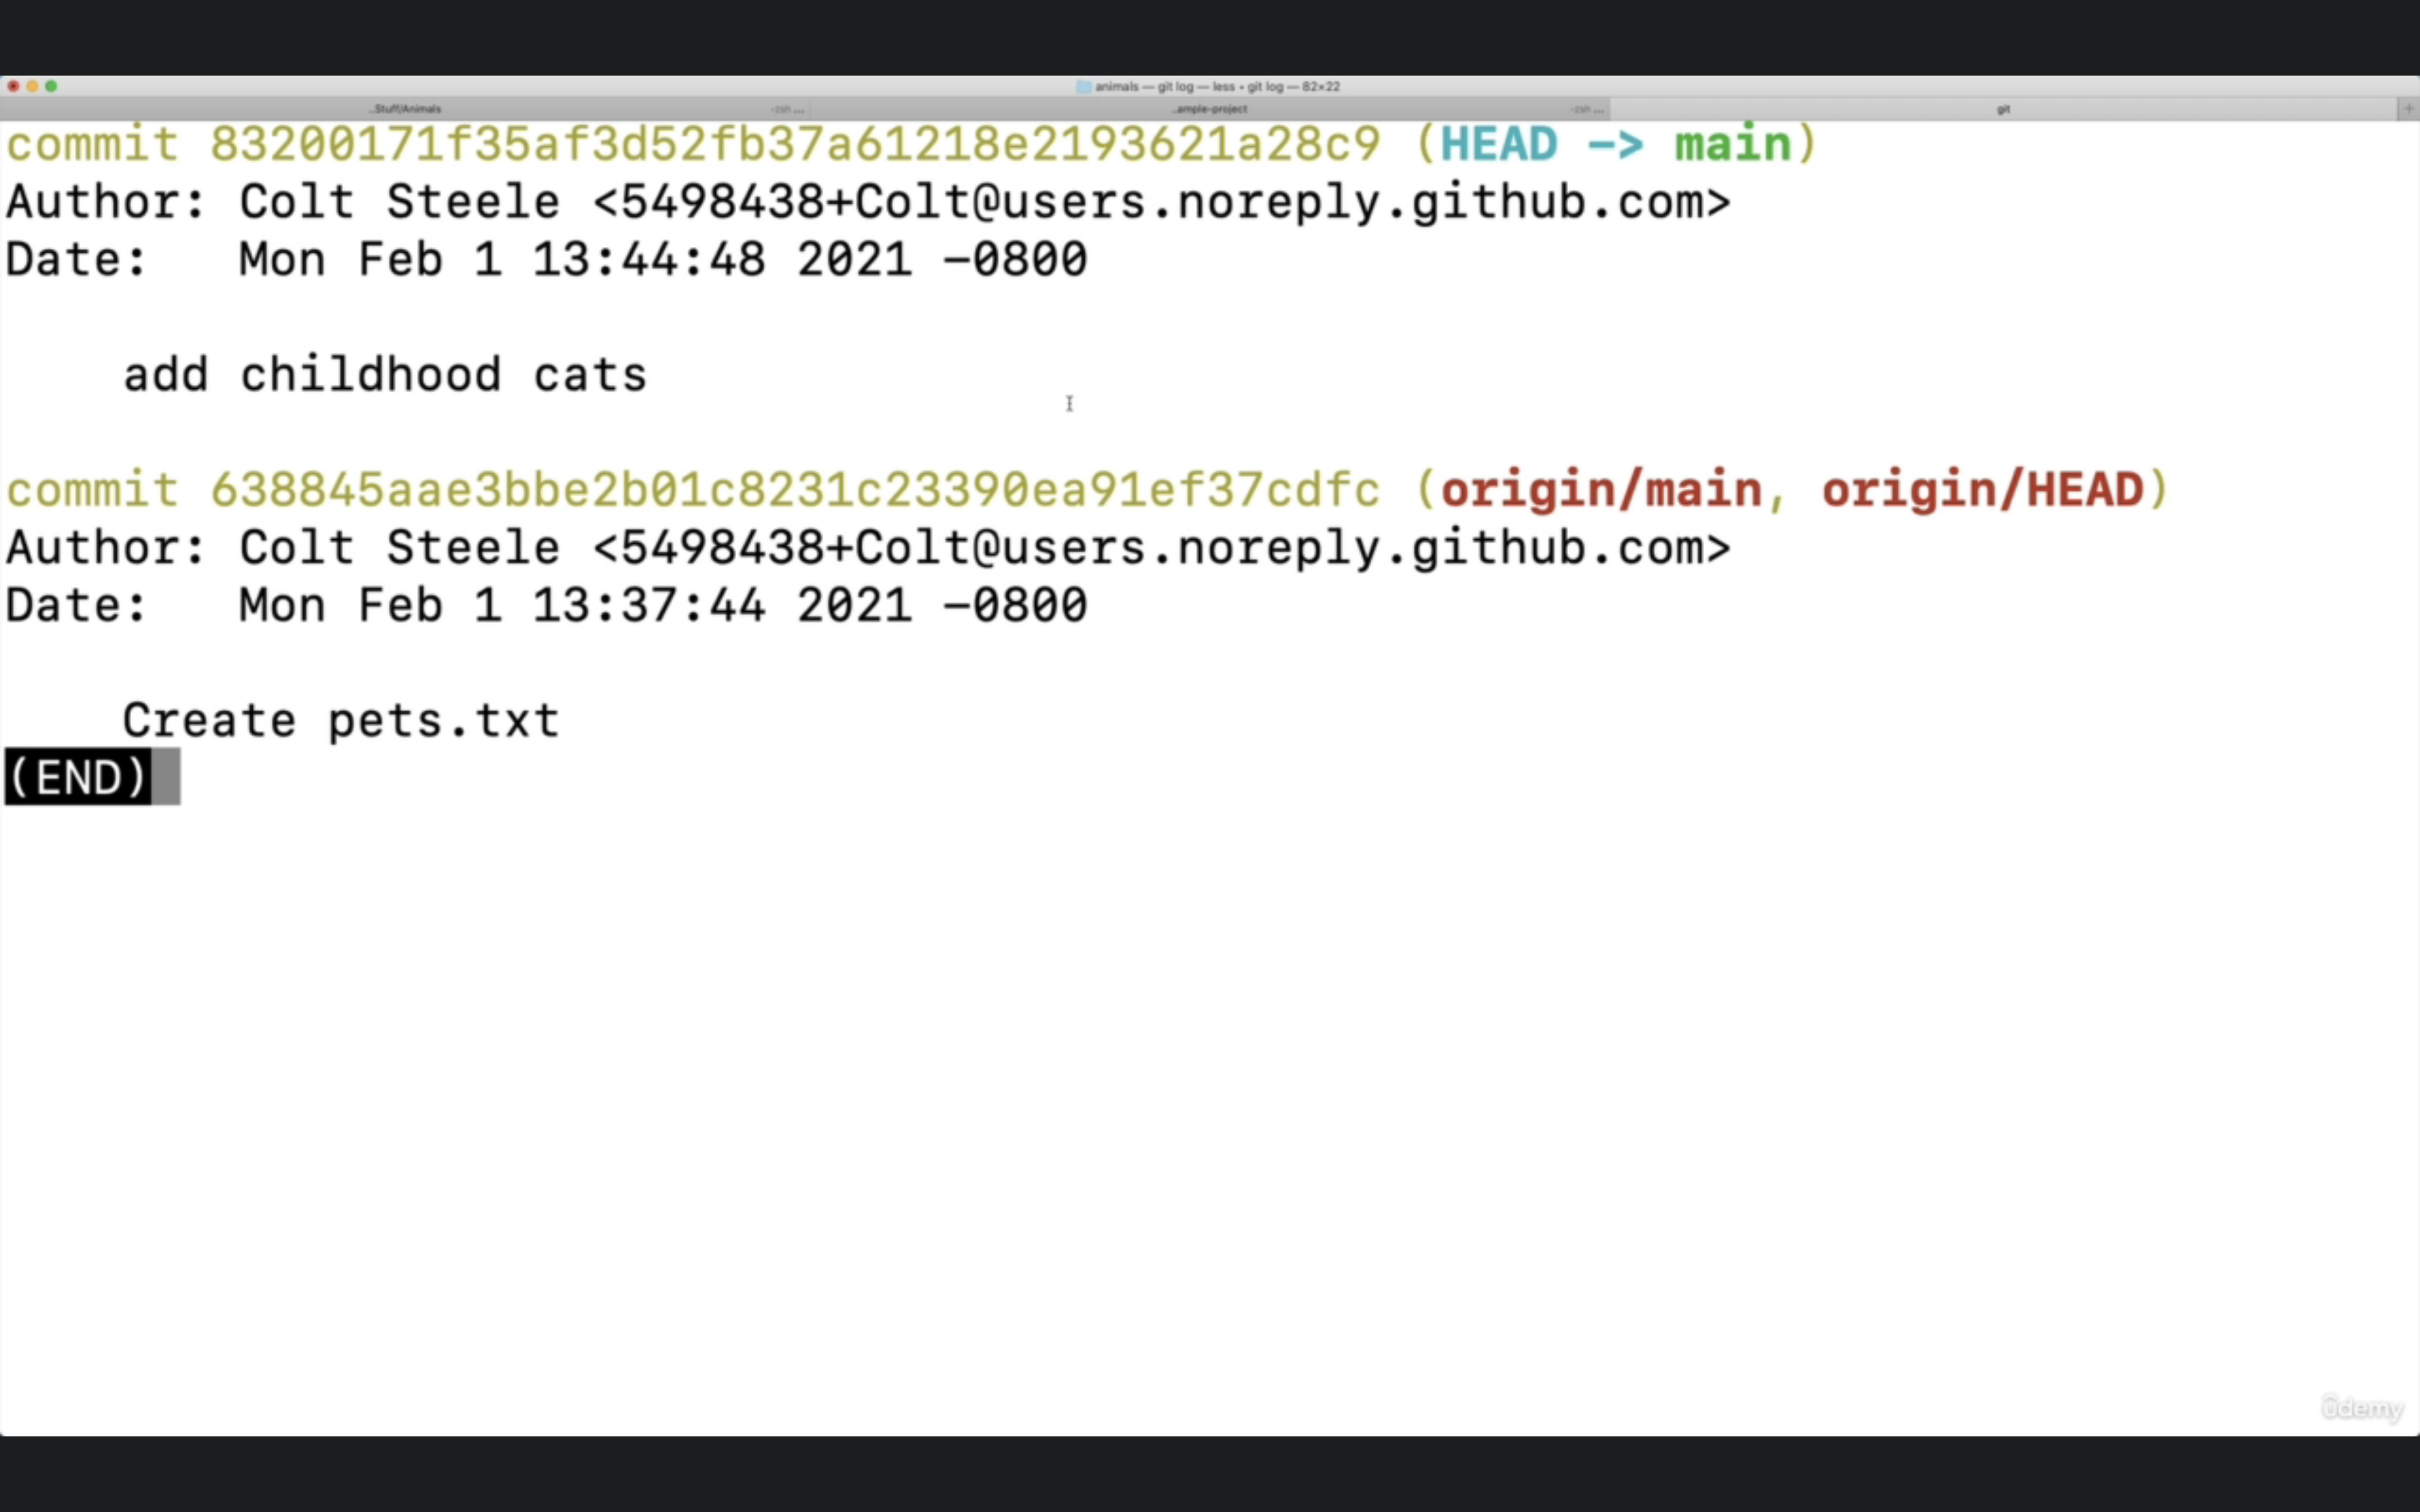 animals — git log — less ◂ git log — 82×22
..Stuff/Animals -zsh ... ...ample-project -zsh ... git +
commit 83200171f35af3d52fb37a61218e2193621a28c9 (HEAD -> main)
Author: Colt Steele <5498438+Colt@users.noreply.github.com>
Date:   Mon Feb 1 13:44:48 2021 -0800
add childhood cats
commit 638845aae3bbe2b01c8231c23390ea91ef37cdfc (origin/main, origin/HEAD)
Author: Colt Steele <5498438+Colt@users.noreply.github.com>
Date:   Mon Feb 1 13:37:44 2021 -0800
Create pets.txt
(END)
ûdemy